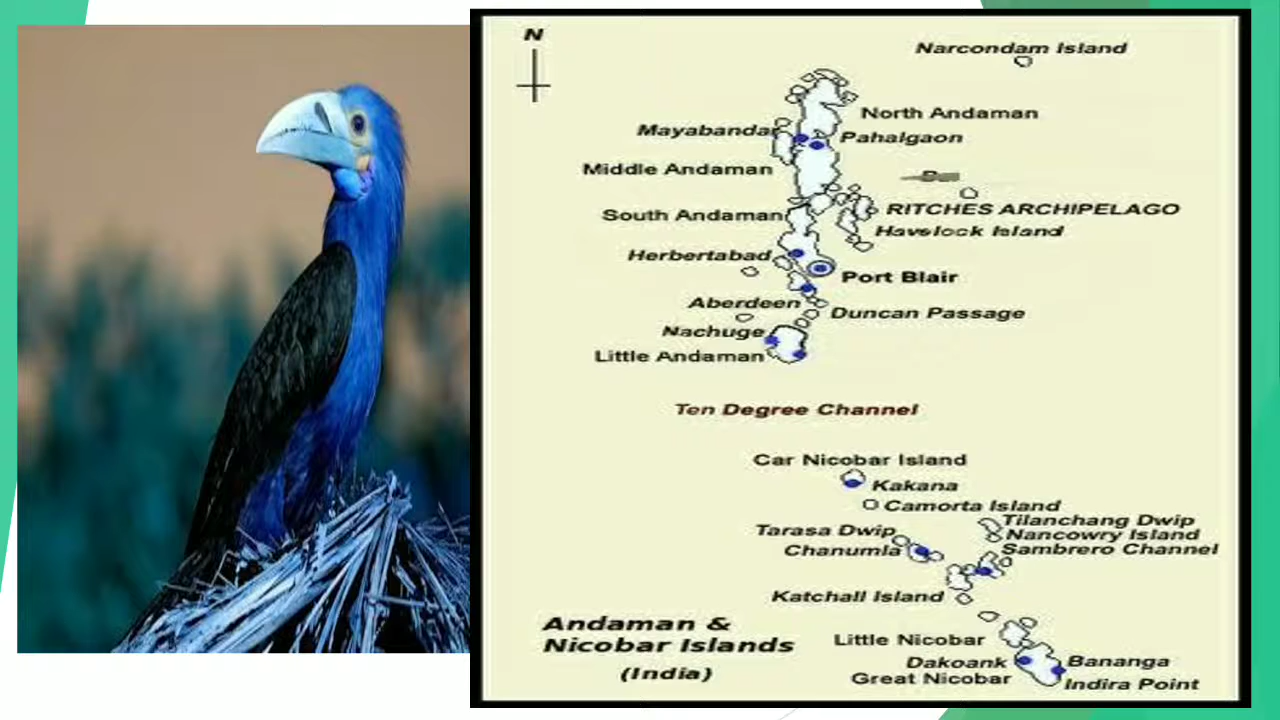 N
Narcondam Island
North Andaman
Mayabandar
Pahalgaon
Middle Andaman
RITCHES ARCHIPELAGO
South Andaman
Havelock Island
Herbertabad
Port Blair
Aberdeen
Duncan Passage
Nachuge
Little Andaman
Ten Degree Channel
Car Nicobar Island
Kakana
Camorta Island
Tilanchang Dwip
Tarasa Dwip
Nancowry Island
Chanumla
Sambrero Channel
Katchall Island
Andaman &
Nicobar Islands
(India)
Little Nicobar
Dakoank
Bananga
Great Nicobar
Indira Point